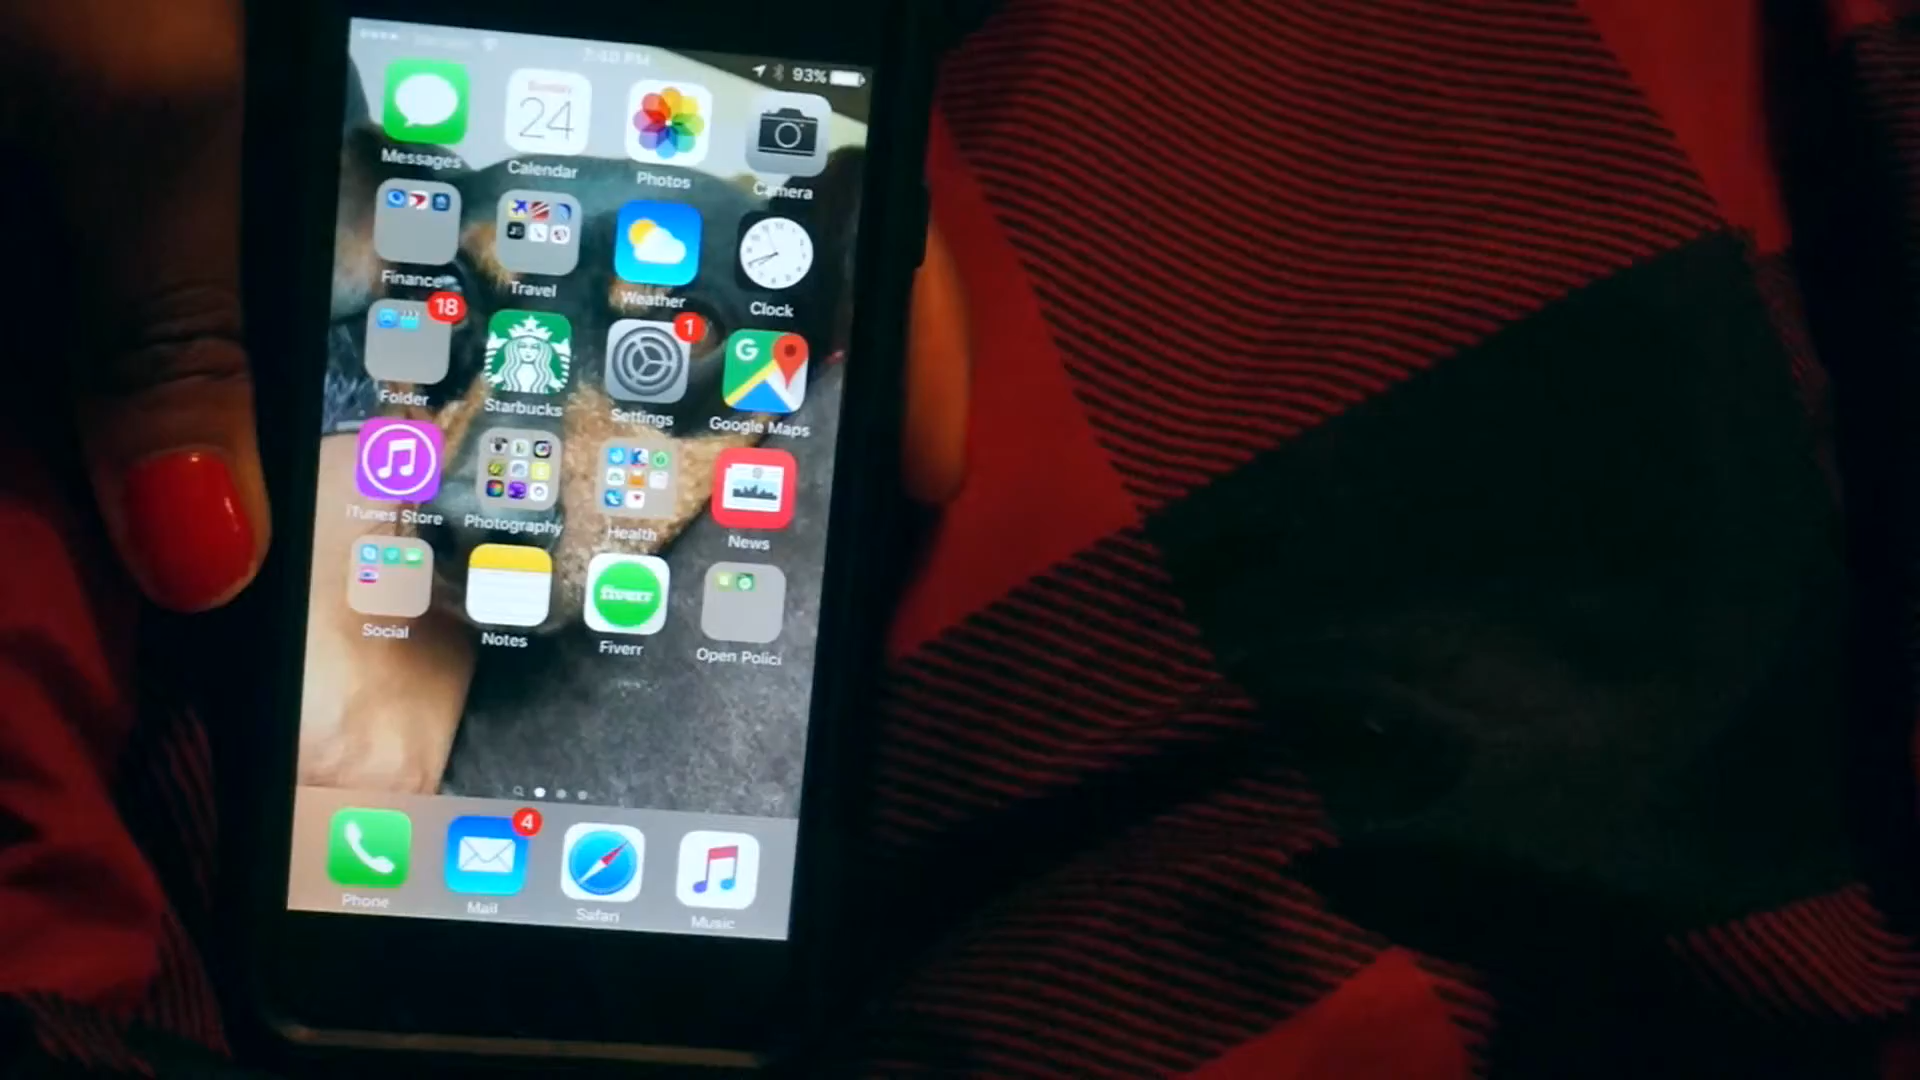 93%
Sunday
24
Messages Calendar Photos Camera
Finance Travel Weather Clock
18
1
G
Folder Starbucks Settings Google Maps
iTunes Store Photography Health News
fiverr
Social Notes Fiverr Open Polici
4
Phone Mail Safari Music